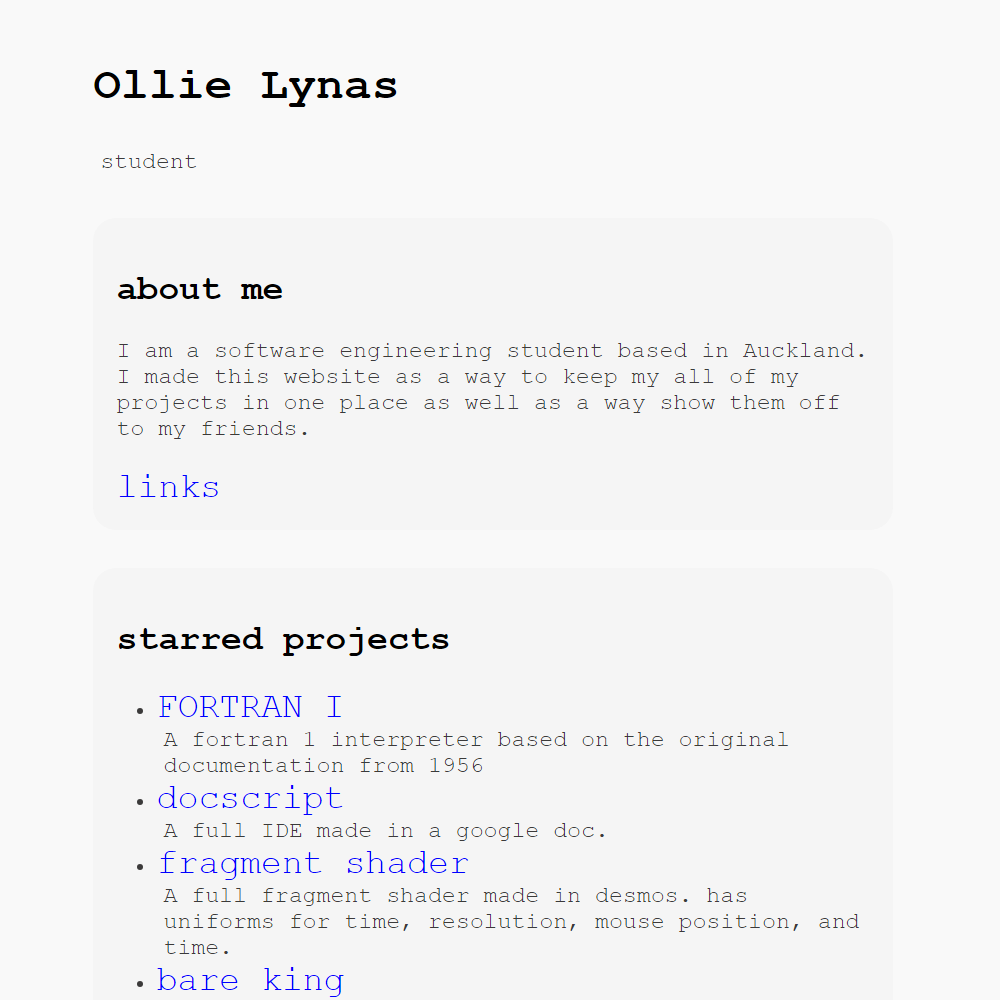 Ollie Lynas
student
about me
I am a software engineering student based in Auckland.
I made this website as a way to keep my all of my
projects in one place as well as a way show them off
to my friends.
links
starred projects
FORTRAN I
A fortran 1 interpreter based on the original
documentation from 1956
docscript
A full IDE made in a google doc.
fragment shader
A full fragment shader made in desmos. has
uniforms for time, resolution, mouse position, and
time.
bare king